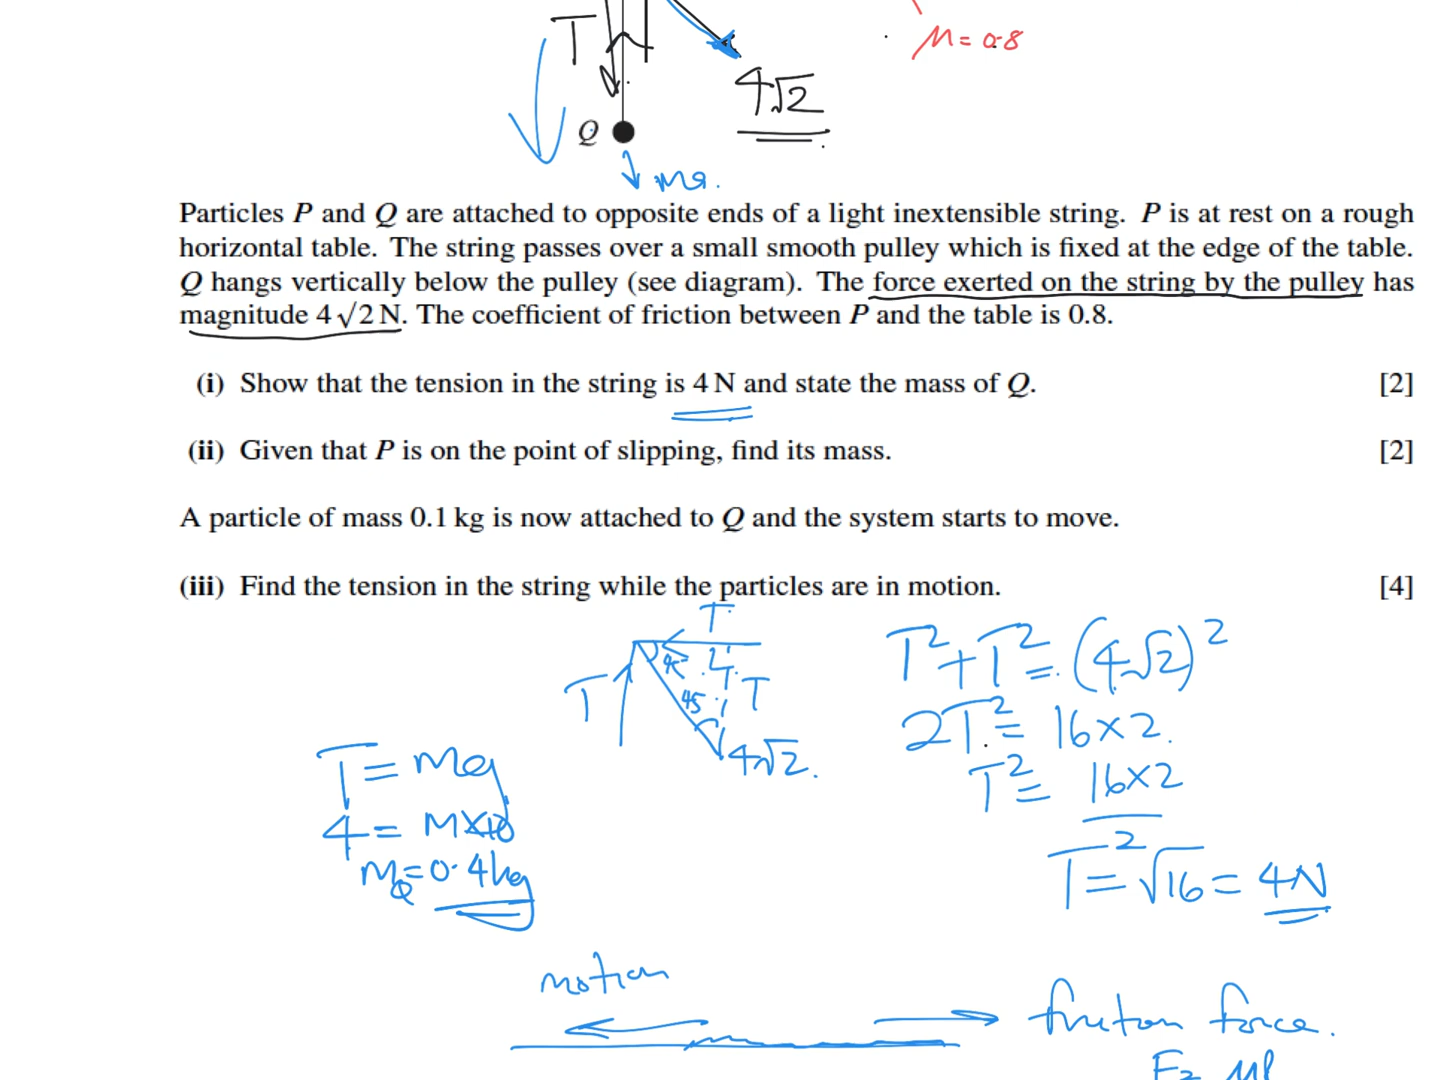 T
M = 0.8
4√2
Q
mg.
Particles P and Q are attached to opposite ends of a light inextensible string. P is at rest on a rough
horizontal table. The string passes over a small smooth pulley which is fixed at the edge of the table.
Q hangs vertically below the pulley (see diagram). The force exerted on the string by the pulley has
magnitude 4√2 N. The coefficient of friction between P and the table is 0.8.
(i) Show that the tension in the string is 4 N and state the mass of Q. [2]
(ii) Given that P is on the point of slipping, find its mass. [2]
A particle of mass 0.1 kg is now attached to Q and the system starts to move.
(iii) Find the tension in the string while the particles are in motion. [4]
T
T
45
T
4√2.
T² + T² = (4√2)²
2T² = 16×2.
T² = 16×2
2
T = √16 = 4N
T = mg
4 = M×10
M_Q = 0.4kg
motion
friction force.